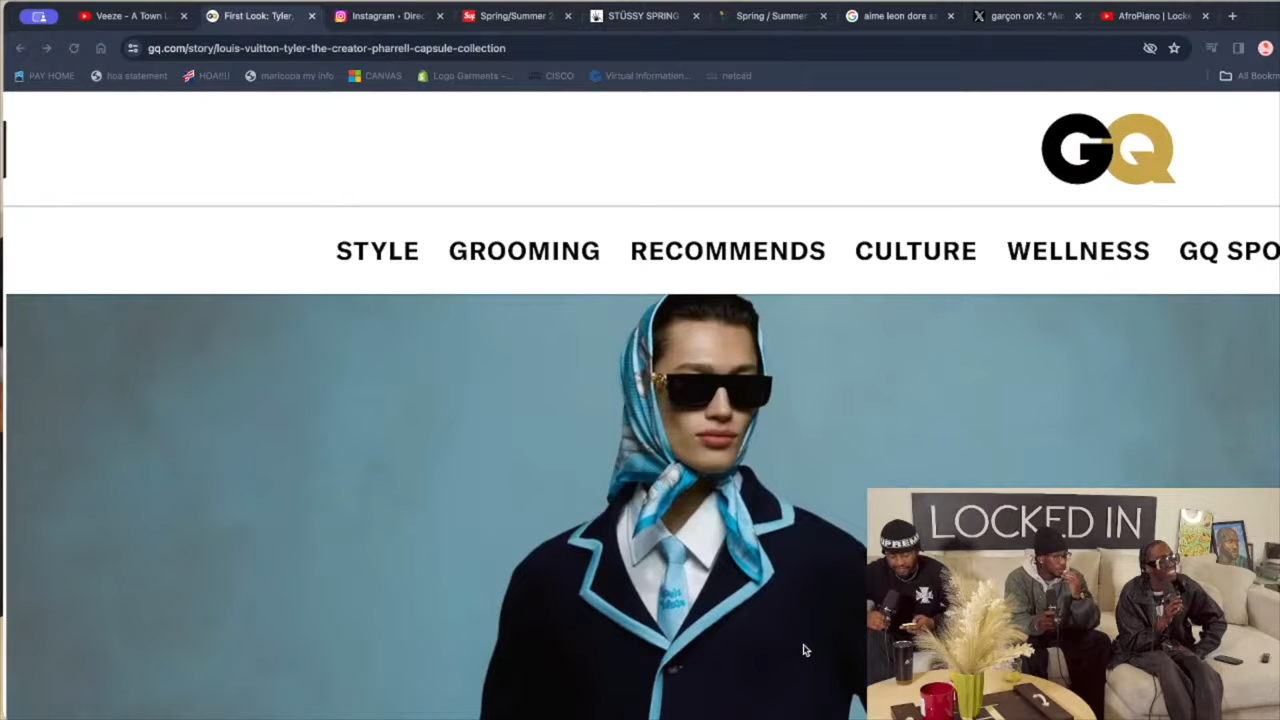 Veeze - A Town
First Look: Tyler,
Instagram • Direc
Sup
Spring/Summer 2
STÜSSY SPRING
Spring / Summer
aime leon dore s
garçon on X: "Ain
AfroPiano | Locke
gq.com/story/louis-vuitton-tyler-the-creator-pharrell-capsule-collection
PAY HOME
hoa statement
HOA!!!!
maricopa my info
CANVAS
Logo Garments –...
CISCO
Virtual Information...
netcad
All Bookm
GQ
STYLE GROOMING RECOMMENDS CULTURE WELLNESS GQ SPO
LOCKED IN